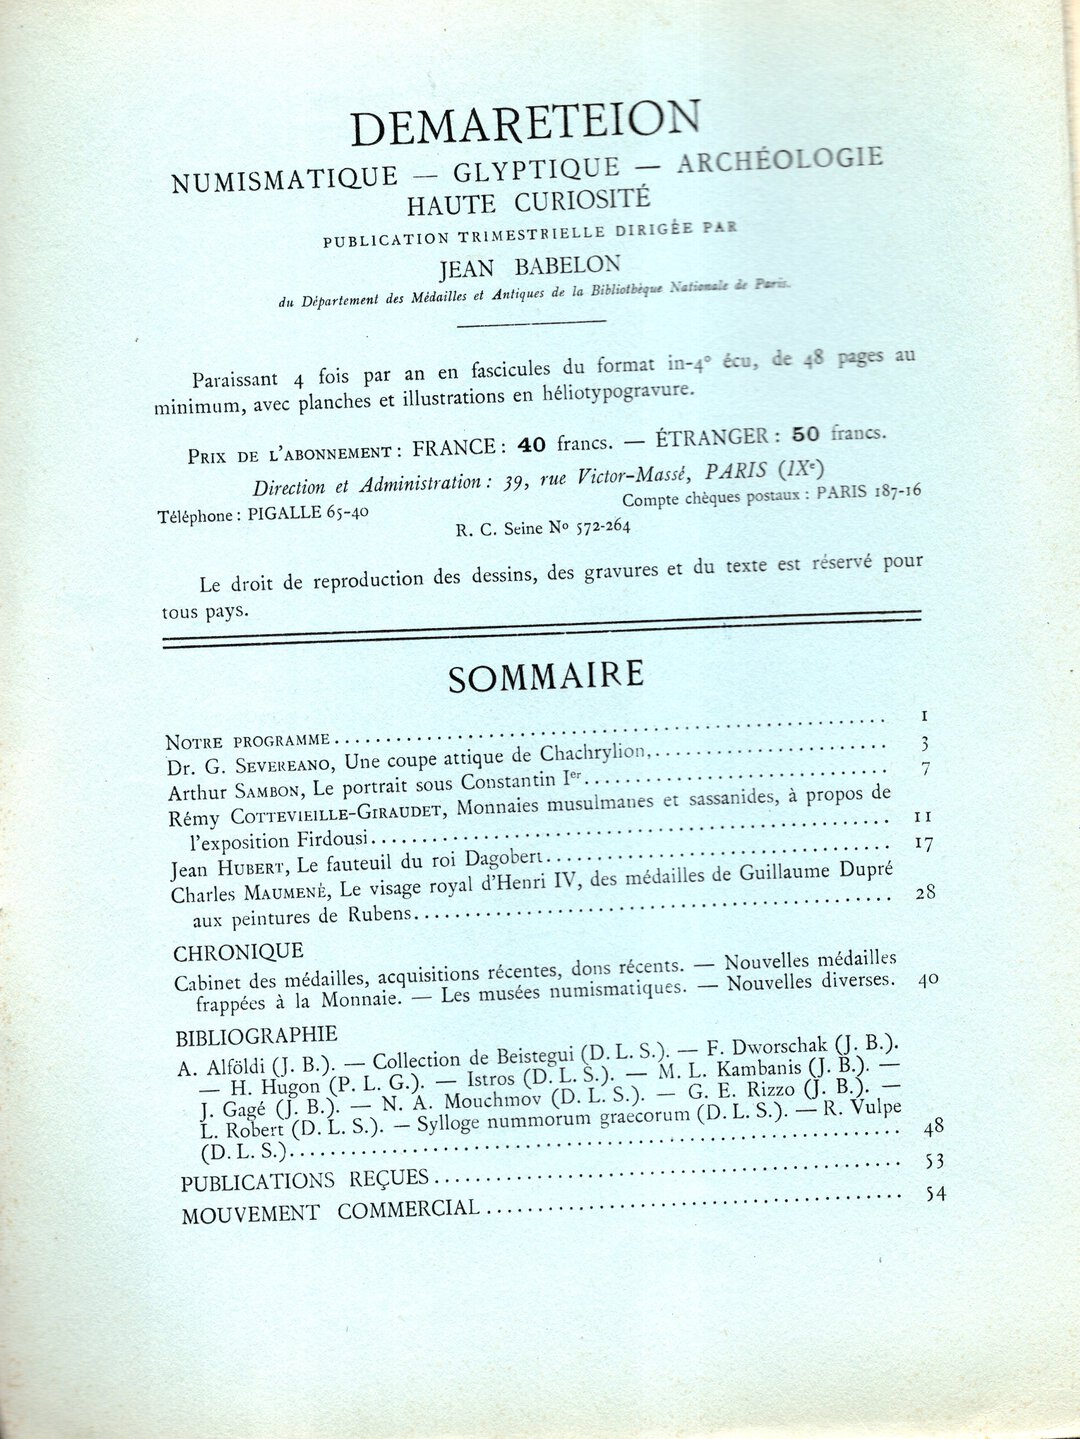 DEMARETEION
NUMISMATIQUE — GLYPTIQUE — ARCHÉOLOGIE
HAUTE CURIOSITÉ
PUBLICATION TRIMESTRIELLE DIRIGÉE PAR
JEAN BABELON
du Département des Médailles et Antiques de la Bibliothèque Nationale de Paris.
Paraissant 4 fois par an en fascicules du format in-4° écu, de 48 pages au
minimum, avec planches et illustrations en héliotypogravure.
PRIX DE L'ABONNEMENT : FRANCE : 40 francs. — ÉTRANGER : 50 francs.
Direction et Administration : 39, rue Victor-Massé, PARIS (IXe)
Téléphone : PIGALLE 65-40 Compte chèques postaux : PARIS 187-16
R. C. Seine No 572-264
Le droit de reproduction des dessins, des gravures et du texte est réservé pour
tous pays.
SOMMAIRE
NOTRE PROGRAMME........ 1
Dr. G. SEVEREANO, Une coupe attique de Chachrylion,........ 3
Arthur SAMBON, Le portrait sous Constantin Ier........ 7
Rémy COTTEVIEILLE-GIRAUDET, Monnaies musulmanes et sassanides, à propos de
l'exposition Firdousi........ 11
Jean HUBERT, Le fauteuil du roi Dagobert........ 17
Charles MAUMENÉ, Le visage royal d'Henri IV, des médailles de Guillaume Dupré
aux peintures de Rubens........ 28
CHRONIQUE
Cabinet des médailles, acquisitions récentes, dons récents. — Nouvelles médailles
frappées à la Monnaie. — Les musées numismatiques. — Nouvelles diverses. 40
BIBLIOGRAPHIE
A. Alföldi (J. B.). — Collection de Beistegui (D. L. S.). — F. Dworschak (J. B.).
— H. Hugon (P. L. G.). — Istros (D. L. S.). — M. L. Kambanis (J. B.). —
J. Gagé (J. B.). — N. A. Mouchmov (D. L. S.). — G. E. Rizzo (J. B.). —
L. Robert (D. L. S.). — Sylloge nummorum graecorum (D. L. S.). — R. Vulpe
(D. L. S.)........ 48
PUBLICATIONS REÇUES........ 53
MOUVEMENT COMMERCIAL........ 54